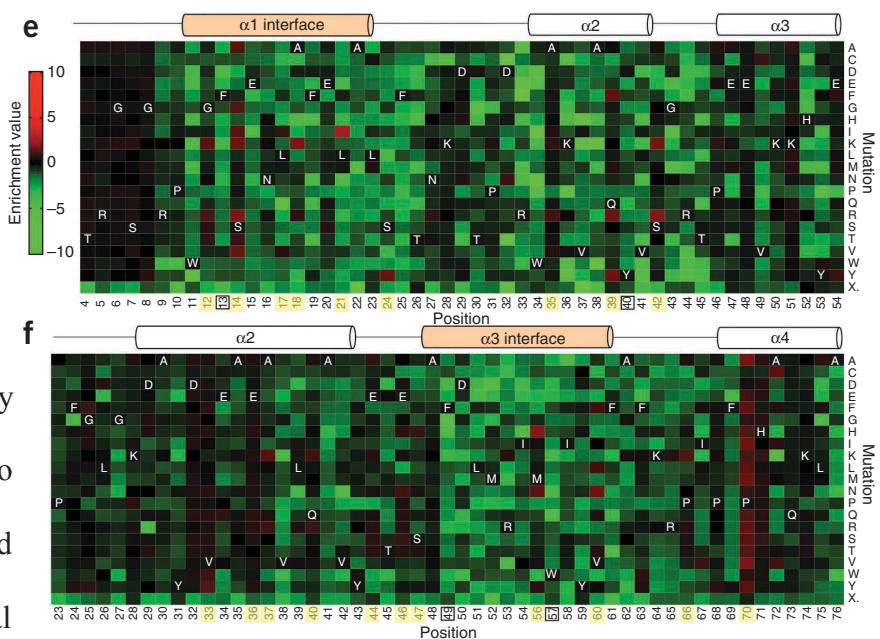 e
α1 interface α2 α3
10
5
0
−5
−10
Enrichment value
A A A A A
C
D D D
E E E E E E
F F F F
G G G G G
H H
I
K K K K K
L L L L
M
N N N
P P P P
Q Q
R R R R R
S S S S S
T T T T T
V V V V
W W W
Y Y Y
X.
Mutation
4 5 6 7 8 9 10 11 12 13 14 15 16 17 18 19 20 21 22 23 24 25 26 27 28 29 30 31 32 33 34 35 36 37 38 39 40 41 42 43 44 45 46 47 48 49 50 51 52 53 54
Position
f
α2 α3 interface α4
A A A A A A A A A
C
D D D D
E E E E E
F F F F F F
G G G
H H
I I I I
K K K K
L L L L L
M M M
N
P P P P P
Q Q Q
R R R
S S
T T
V V V V V
W W
Y Y Y Y
X.
Mutation
23 24 25 26 27 28 29 30 31 32 33 34 35 36 37 38 39 40 41 42 43 44 45 46 47 48 49 50 51 52 53 54 55 56 57 58 59 60 61 62 63 64 65 66 67 68 69 70 71 72 73 74 75 76
Position
y
o
d
al